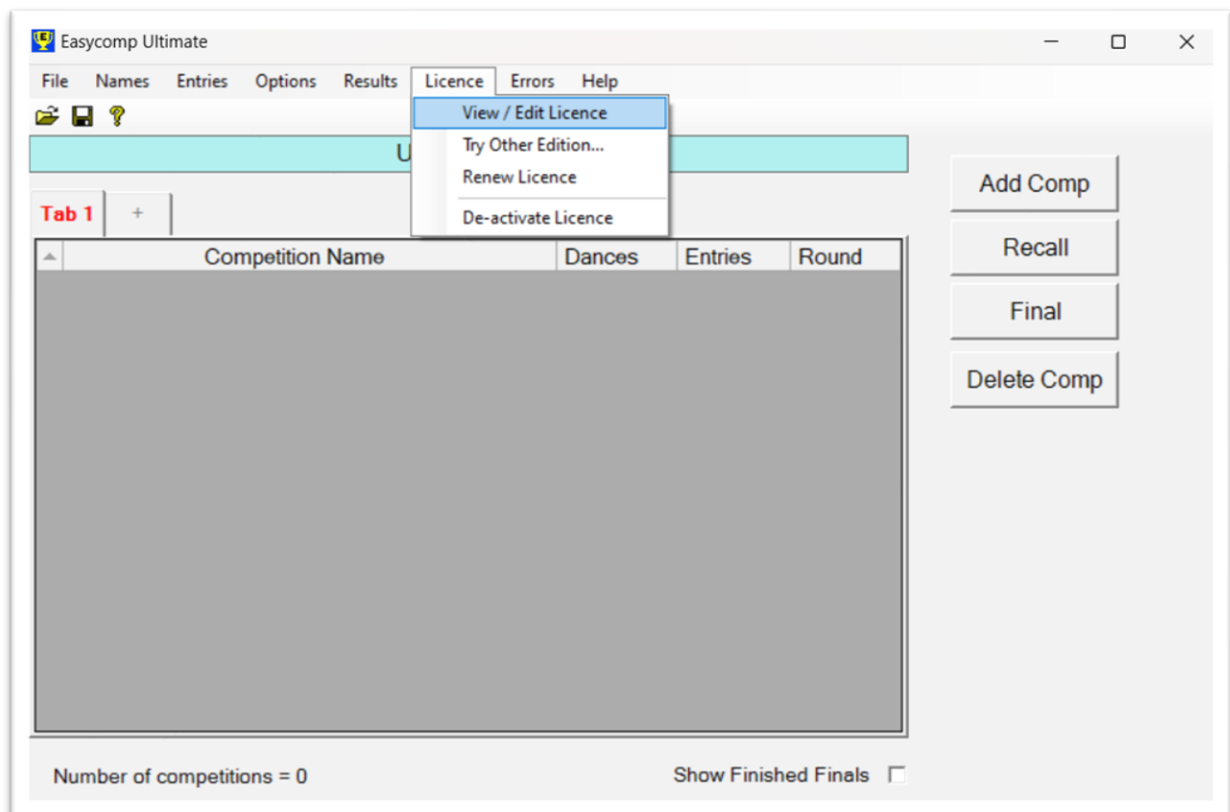 Easycomp Ultimate
File Names Entries Options Results Licence Errors Help
View / Edit Licence
Try Other Edition...
Renew Licence
De-activate Licence
Tab 1 +
Competition Name Dances Entries Round
Add Comp
Recall
Final
Delete Comp
Number of competitions = 0
Show Finished Finals